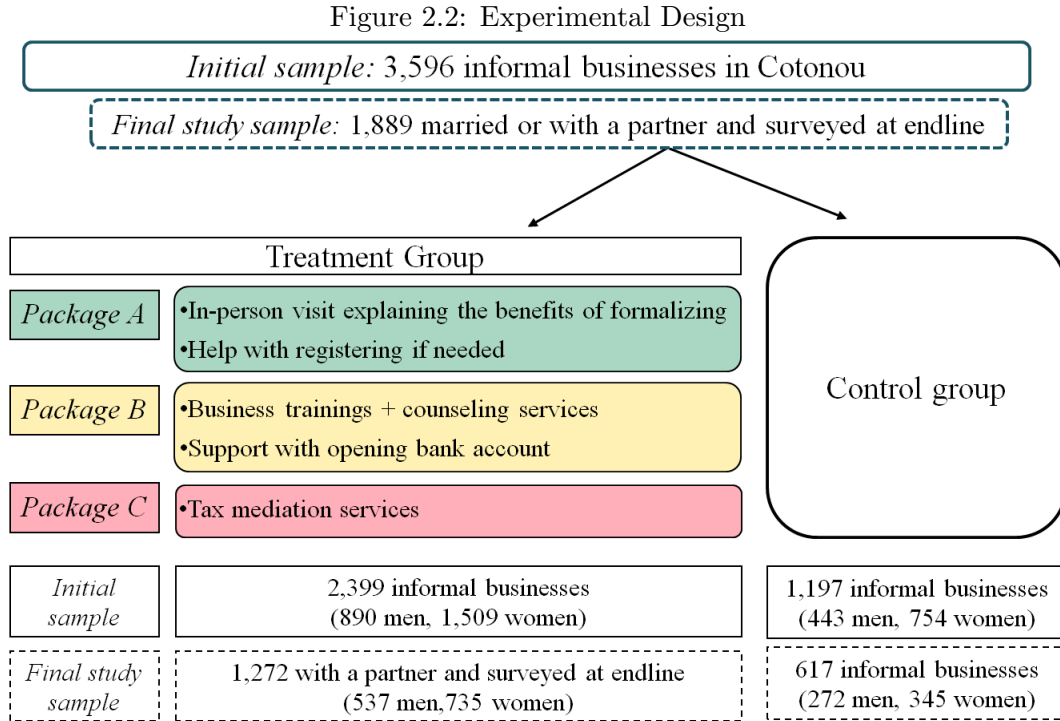 Figure 2.2: Experimental Design
Initial sample: 3,596 informal businesses in Cotonou
Final study sample: 1,889 married or with a partner and surveyed at endline
Treatment Group
Package A
•In-person visit explaining the benefits of formalizing
•Help with registering if needed
Package B
•Business trainings + counseling services
•Support with opening bank account
Package C
•Tax mediation services
Control group
Initial
sample
2,399 informal businesses
(890 men, 1,509 women)
1,197 informal businesses
(443 men, 754 women)
Final study
sample
1,272 with a partner and surveyed at endline
(537 men,735 women)
617 informal businesses
(272 men, 345 women)